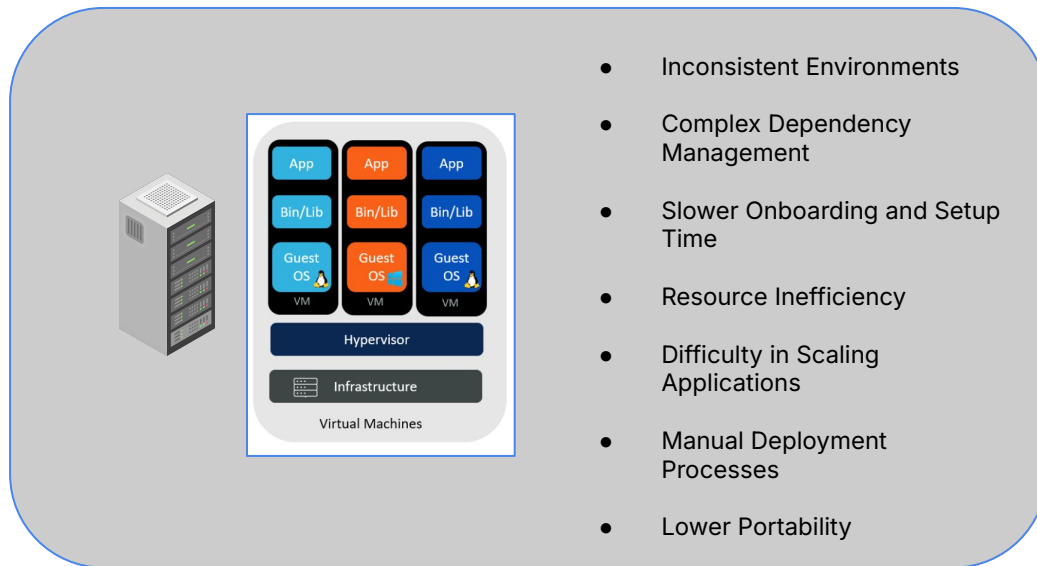 App App App
Bin/Lib Bin/Lib Bin/Lib
Guest Guest Guest
OS OS OS
VM VM VM
Hypervisor
Infrastructure
Virtual Machines
● Inconsistent Environments
● Complex Dependency
Management
● Slower Onboarding and Setup
Time
● Resource Inefficiency
● Difficulty in Scaling
Applications
● Manual Deployment
Processes
● Lower Portability